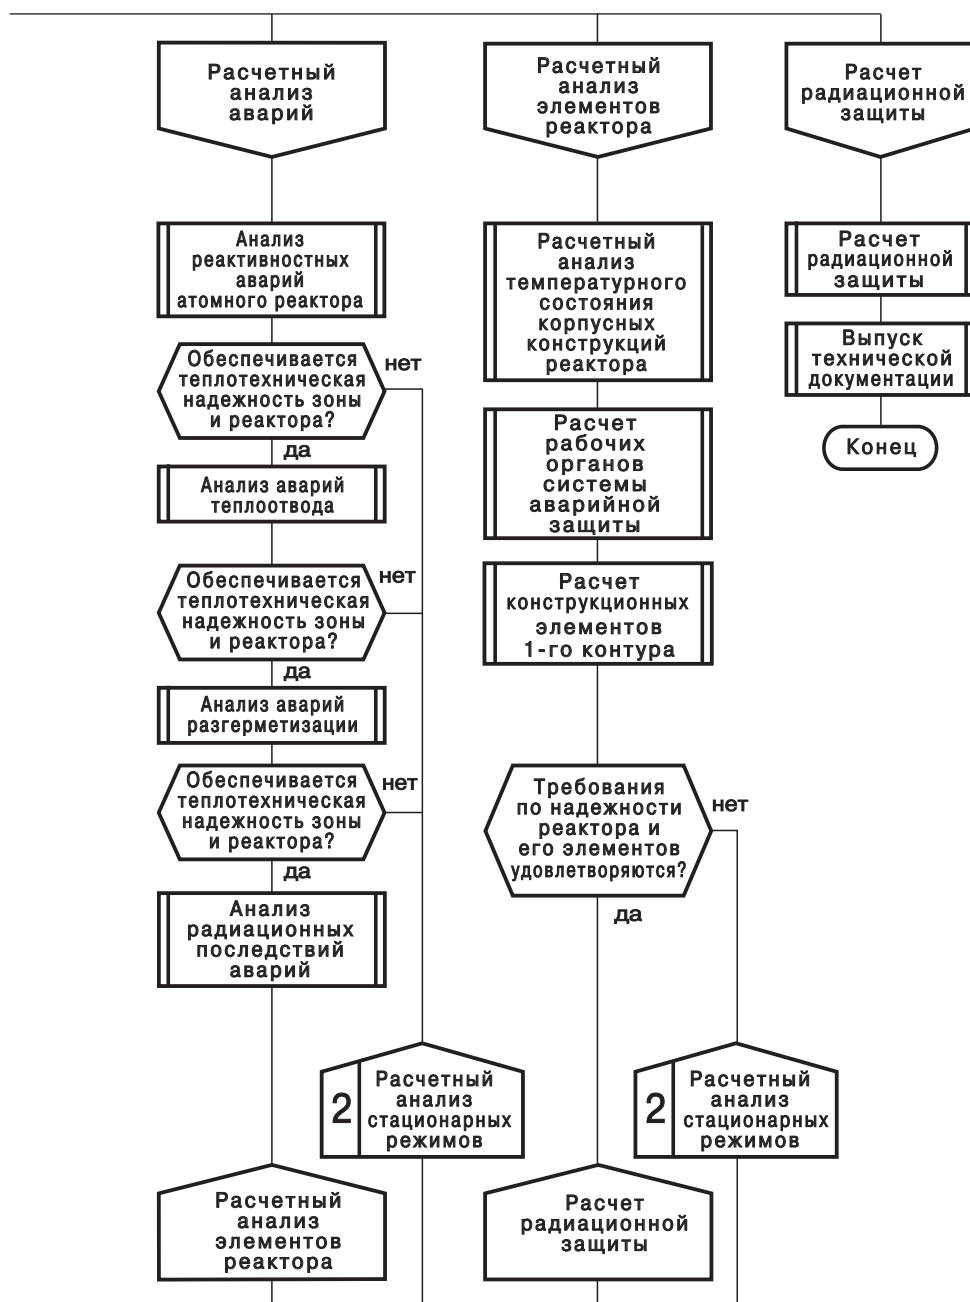 Расчетный
анализ
аварий
Анализ
реактивностных
аварий
атомного реактора
Обеспечивается
теплотехническая
надежность зоны
и реактора?
нет
да
Анализ аварий
теплоотвода
Обеспечивается
теплотехническая
надежность зоны
и реактора?
нет
да
Анализ аварий
разгерметизации
Обеспечивается
теплотехническая
надежность зоны
и реактора?
нет
да
Анализ
радиационных
последствий
аварий
2
Расчетный
анализ
стационарных
режимов
Расчетный
анализ
элементов
реактора
Расчетный
анализ
элементов
реактора
Расчетный
анализ
температурного
состояния
корпусных
конструкций
реактора
Расчет
рабочих
органов
системы
аварийной
защиты
Расчет
конструкционных
элементов
1-го контура
Требования
по надежности
реактора и
его элементов
удовлетворяются?
нет
да
2
Расчетный
анализ
стационарных
режимов
Расчет
радиационной
защиты
Расчет
радиационной
защиты
Расчет
радиационной
защиты
Выпуск
технической
документации
Конец